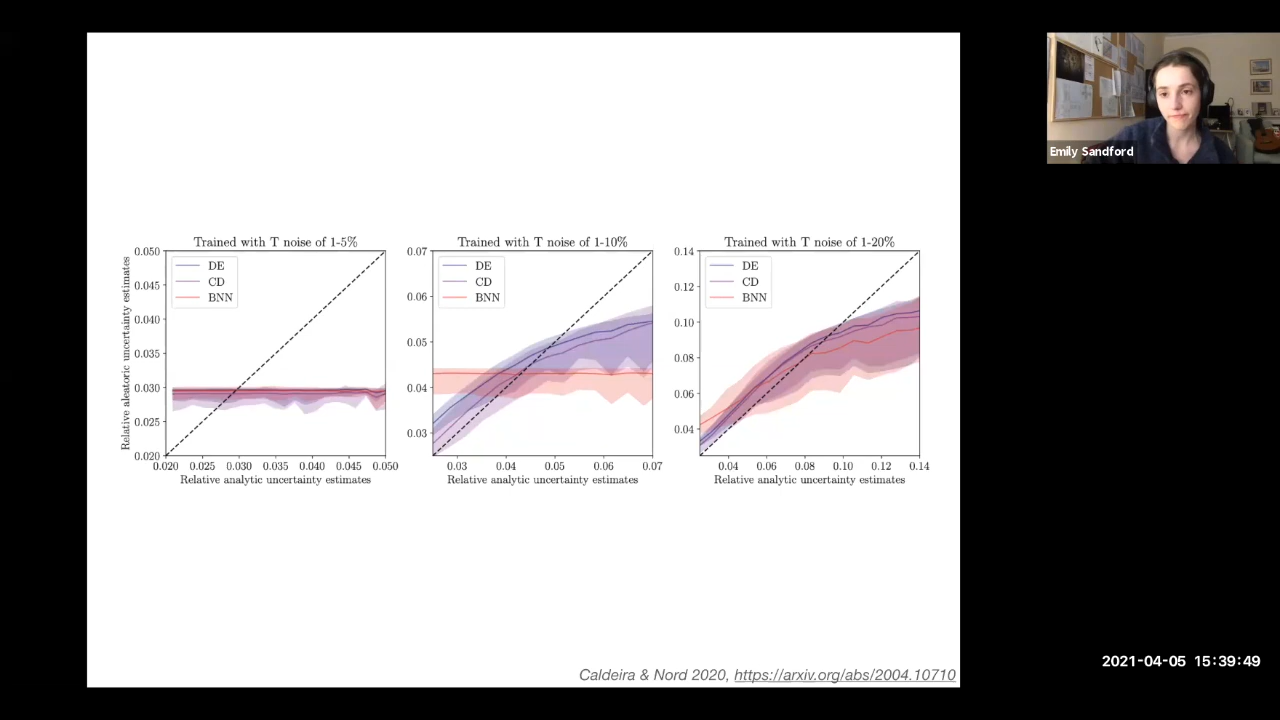 Emily Sandford
Trained with T noise of 1-5%
Trained with T noise of 1-10%
Trained with T noise of 1-20%
DE
CD
BNN
DE
CD
BNN
DE
CD
BNN
Relative aleatoric uncertainty estimates
0.050
0.045
0.040
0.035
0.030
0.025
0.020
0.020 0.025 0.030 0.035 0.040 0.045 0.050
Relative analytic uncertainty estimates
0.07
0.06
0.05
0.04
0.03
0.03 0.04 0.05 0.06 0.07
Relative analytic uncertainty estimates
0.14
0.12
0.10
0.08
0.06
0.04
0.04 0.06 0.08 0.10 0.12 0.14
Relative analytic uncertainty estimates
2021-04-05 15:39:49
Caldeira & Nord 2020, https://arxiv.org/abs/2004.10710